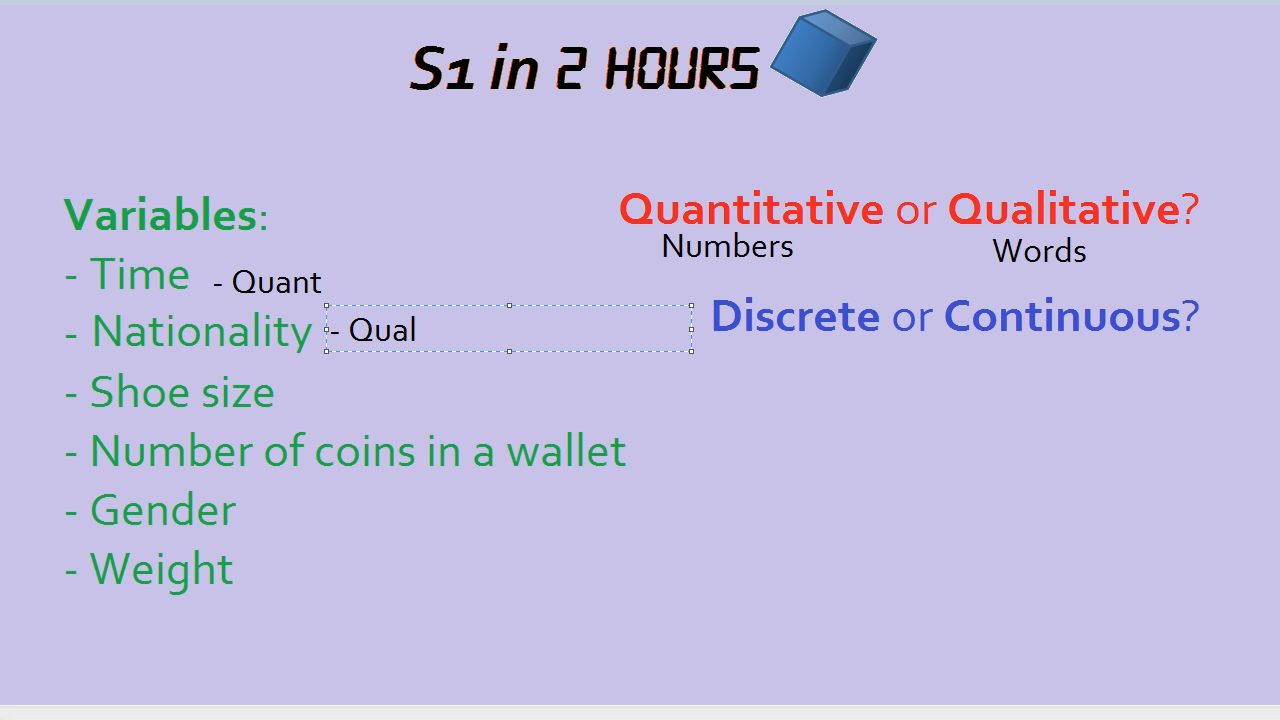 S1 in 2 HOURS
Variables:
- Time - Quant
- Nationality - Qual
- Shoe size
- Number of coins in a wallet
- Gender
- Weight
Quantitative or Qualitative?
Numbers Words
Discrete or Continuous?